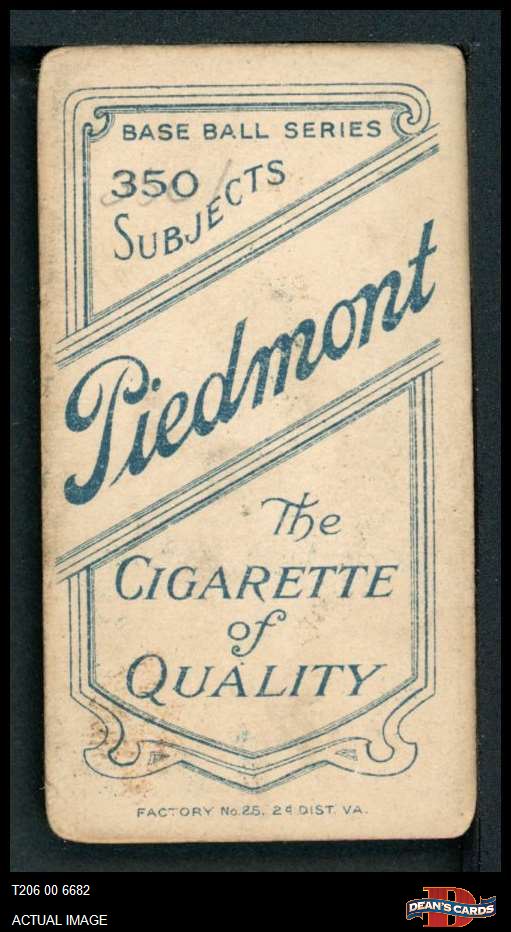 BASE BALL SERIES
350
SUBJECTS
Piedmont
The
CIGARETTE
of
QUALITY
FACTORY No. 25, 2d DIST. VA.
T206 00 6682
ACTUAL IMAGE
D
DEAN'S CARDS